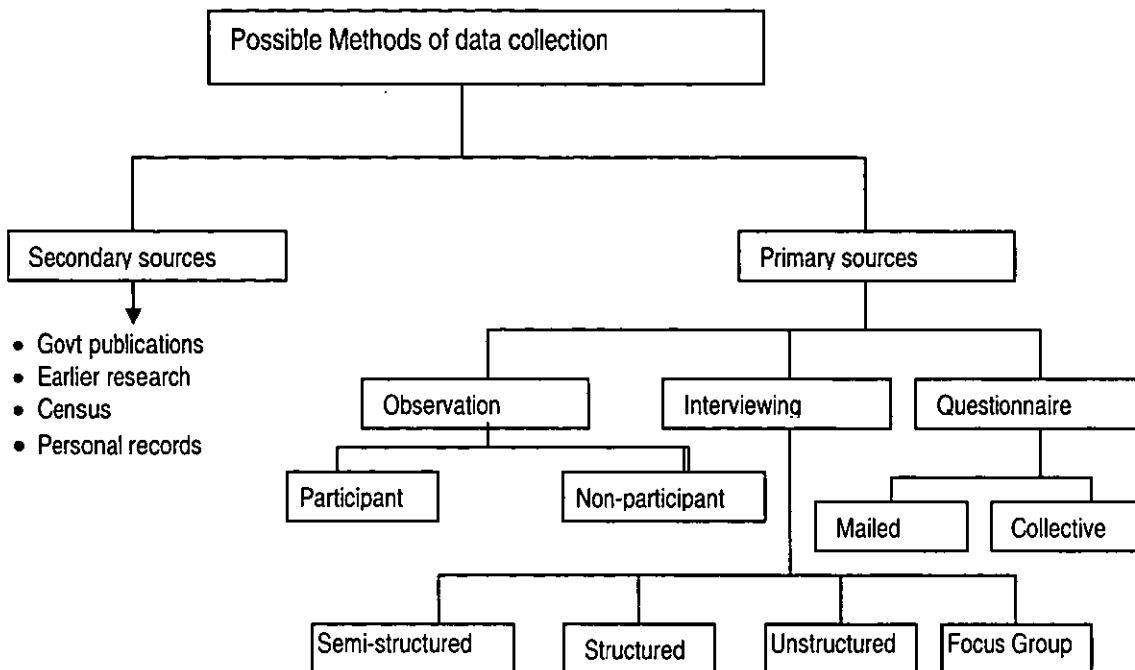 Possible Methods of data collection
Secondary sources
Primary sources
• Govt publications
• Earlier research
• Census
• Personal records
Observation
Interviewing
Questionnaire
Participant
Non-participant
Mailed
Collective
Semi-structured
Structured
Unstructured
Focus Group